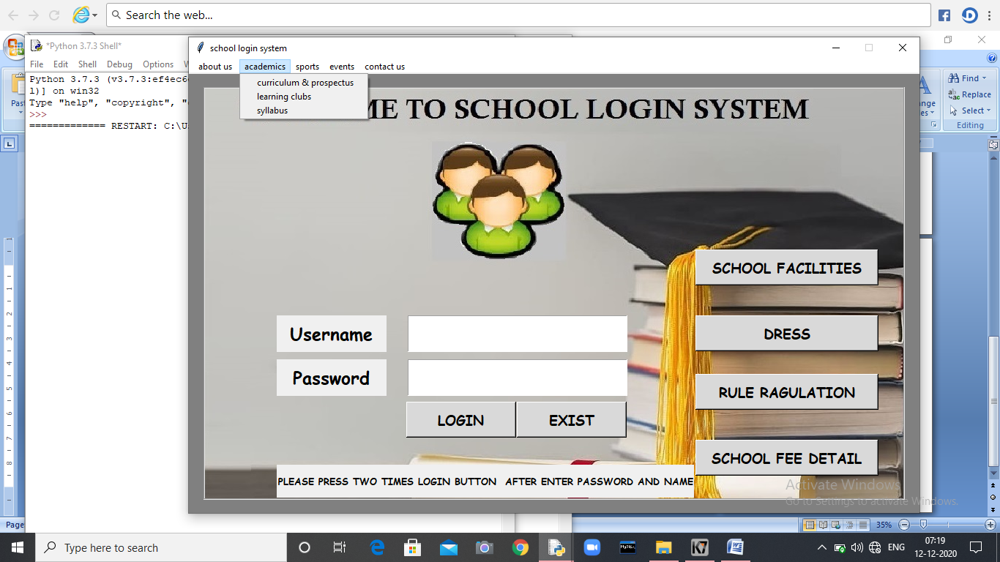 Search the web...
*Python 3.7.3 Shell*
File Edit Shell Debug Options
Python 3.7.3 (v3.7.3:ef4ec6
l)] on win32
Type "help", "copyright", "
>>>
============= RESTART: C:\U
school login system
about us academics sports events contact us
curriculum & prospectus
learning clubs
syllabus
ME TO SCHOOL LOGIN SYSTEM
SCHOOL FACILITIES
Username
DRESS
Password
RULE RAGULATION
LOGIN EXIST
SCHOOL FEE DETAIL
PLEASE PRESS TWO TIMES LOGIN BUTTON AFTER ENTER PASSWORD AND NAME
Activate Windows
Go to Settings to activate Windows.
Find
Replace
Select
Editing
Page
35%
Type here to search
MySQL
ENG
07:19
12-12-2020